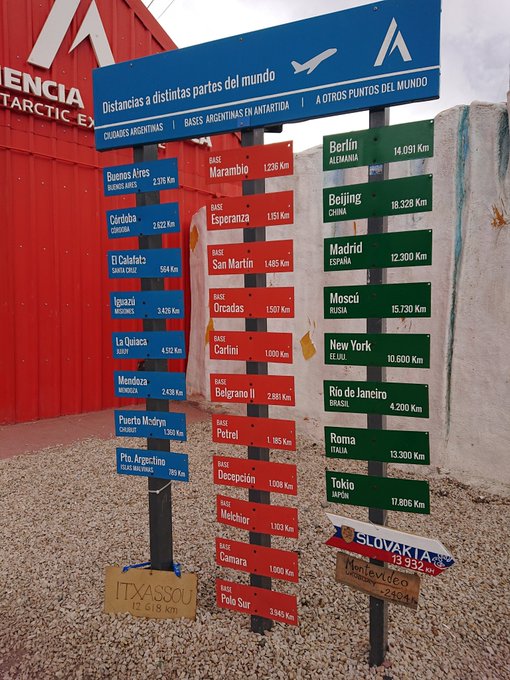 IENCIA
ANTARCTIC EX
Distancias a distintas partes del mundo
CIUDADES ARGENTINAS | BASES ARGENTINAS EN ANTARTIDA | A OTROS PUNTOS DEL MUNDO
Buenos Aires
BUENOS AIRES 2.376 Km
Córdoba
CÓRDOBA 2.622 Km
El Calafate
SANTA CRUZ 564 Km
Iguazú
MISIONES 3.426 Km
La Quiaca
JUJUY 4.512 Km
Mendoza
MENDOZA 2.438 Km
Puerto Madryn
CHUBUT 1.360 Km
Pto. Argentino
ISLAS MALVINAS 789 Km
ITXASSOU
12 618 KM
BASE
Marambio 1.236 Km
BASE
Esperanza 1.151 Km
BASE
San Martín 1.485 Km
BASE
Orcadas 1.507 Km
BASE
Carlini 1.000 Km
BASE
Belgrano II 2.881 Km
BASE
Petrel 1. 185 Km
BASE
Decepción 1.008 Km
BASE
Melchior 1.103 Km
BASE
Camara 1.000 Km
BASE
Polo Sur 3.945 Km
Berlín
ALEMANIA 14.091 Km
Beijing
CHINA 18.328 Km
Madrid
ESPAÑA 12.300 Km
Moscú
RUSIA 15.730 Km
New York
EE.UU. 10.600 Km
Río de Janeiro
BRASIL 4.200 Km
Roma
ITALIA 13.300 Km
Tokio
JAPÓN 17.806 Km
SLOVAKIA
13 932 KM
Montevideo
2404